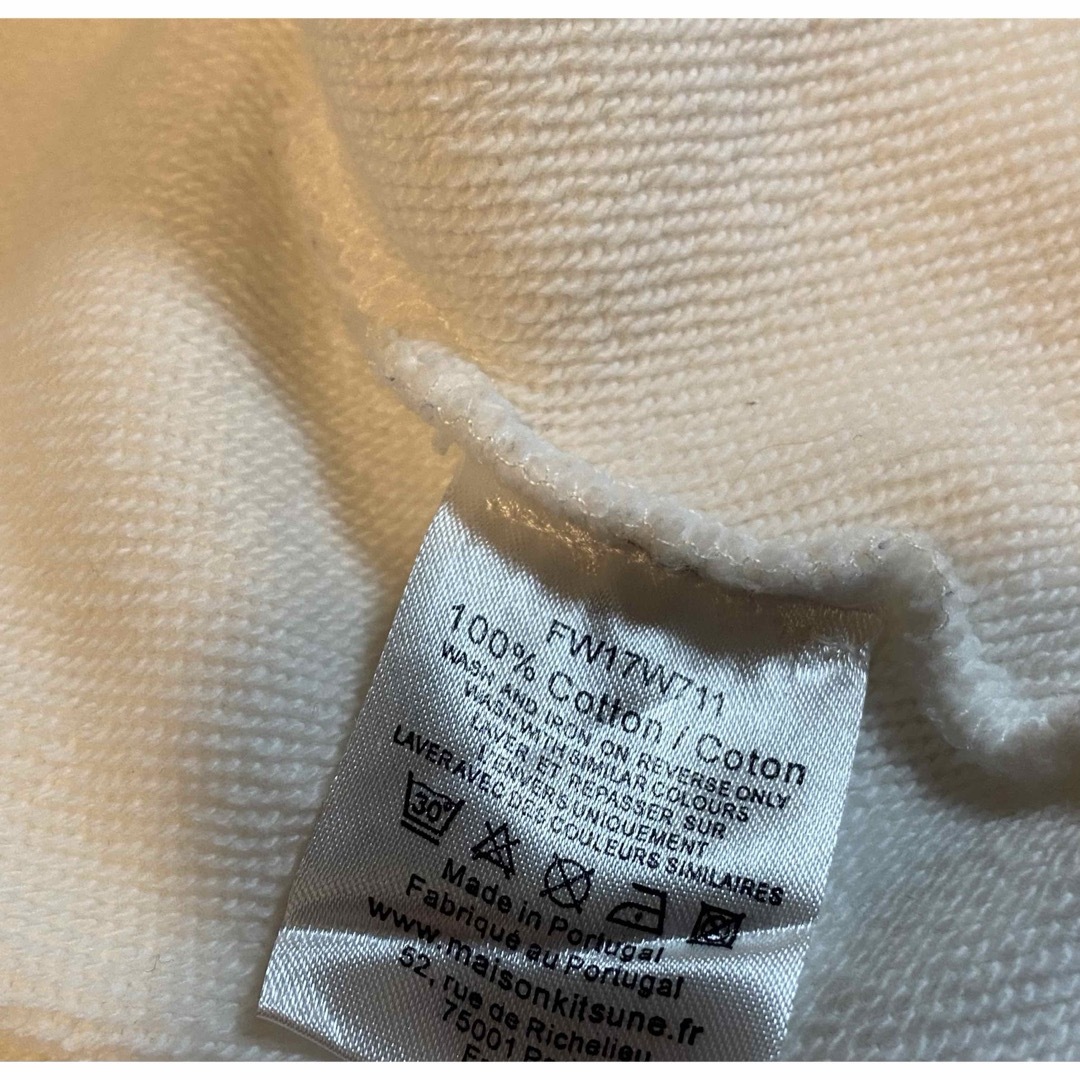 FW17W711
100% Cotton / Coton
WASH AND IRON ON REVERSE ONLY
WASH WITH SIMILAR COLOURS
LAVER ET REPASSER SUR
L'ENVERS UNIQUEMENT
LAVER AVEC DES COULEURS SIMILAIRES
30°
Made in Portugal
Fabriqué au Portugal
www.maisonkitsune.fr
52, rue de Richelieu
75001